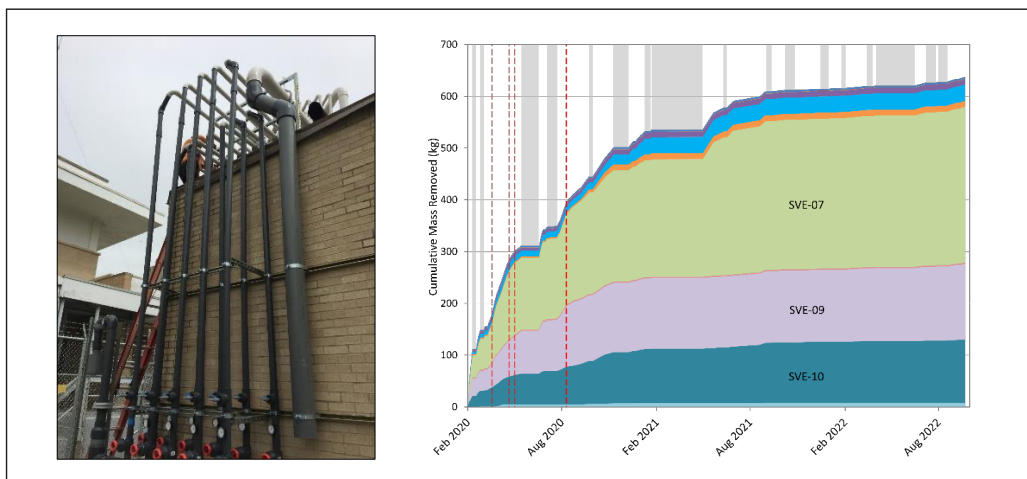 700
600
500
400
300
200
100
0
Cumulative Mass Removed (kg)
SVE-07
SVE-09
SVE-10
Feb 2020
Aug 2020
Feb 2021
Aug 2021
Feb 2022
Aug 2022